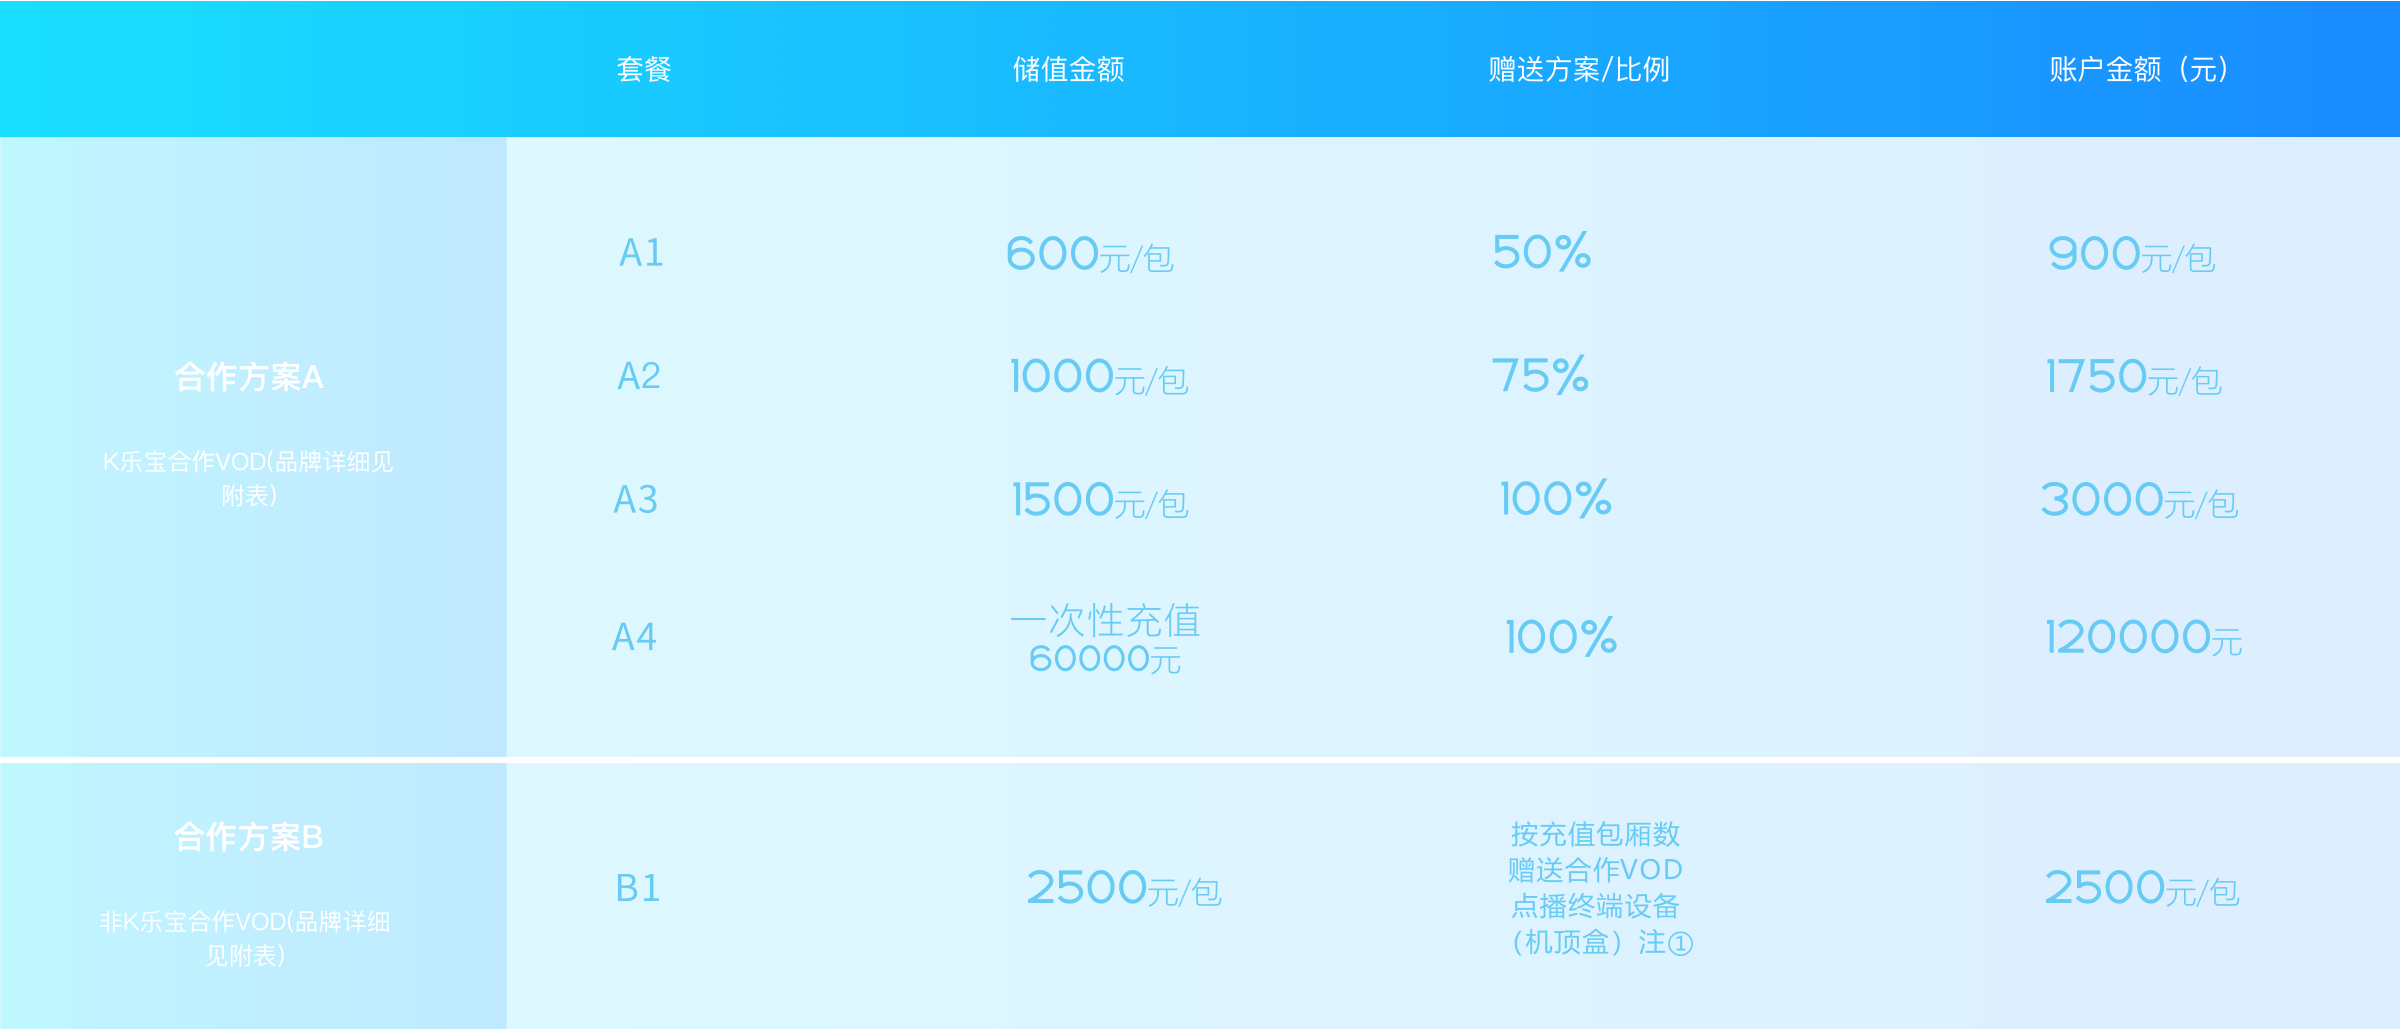 套餐 储值金额 赠送方案/比例 账户金额（元）
合作方案A
K乐宝合作VOD(品牌详细见
附表）
A1 600元/包 50% 900元/包
A2 1000元/包 75% 1750元/包
A3 1500元/包 100% 3000元/包
A4 一次性充值
60000元 100% 120000元
合作方案B
非K乐宝合作VOD(品牌详细
见附表）
B1 2500元/包
按充值包厢数
赠送合作VOD
点播终端设备
（机顶盒）注①
2500元/包